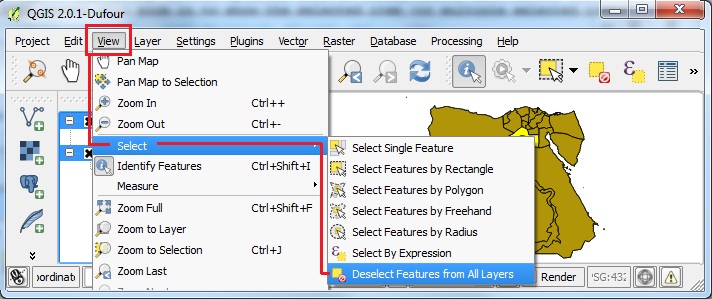 QGIS 2.0.1-Dufour
Project Edit View Layer Settings Plugins Vector Raster Database Processing Help
Pan Map
Pan Map to Selection
Zoom In Ctrl++
Zoom Out Ctrl+-
Select
Identify Features Ctrl+Shift+I
Measure
Zoom Full Ctrl+Shift+F
Zoom to Layer
Zoom to Selection Ctrl+J
Zoom Last
Select Single Feature
Select Features by Rectangle
Select Features by Polygon
Select Features by Freehand
Select Features by Radius
Select By Expression
Deselect Features from All Layers
oordinat
Render